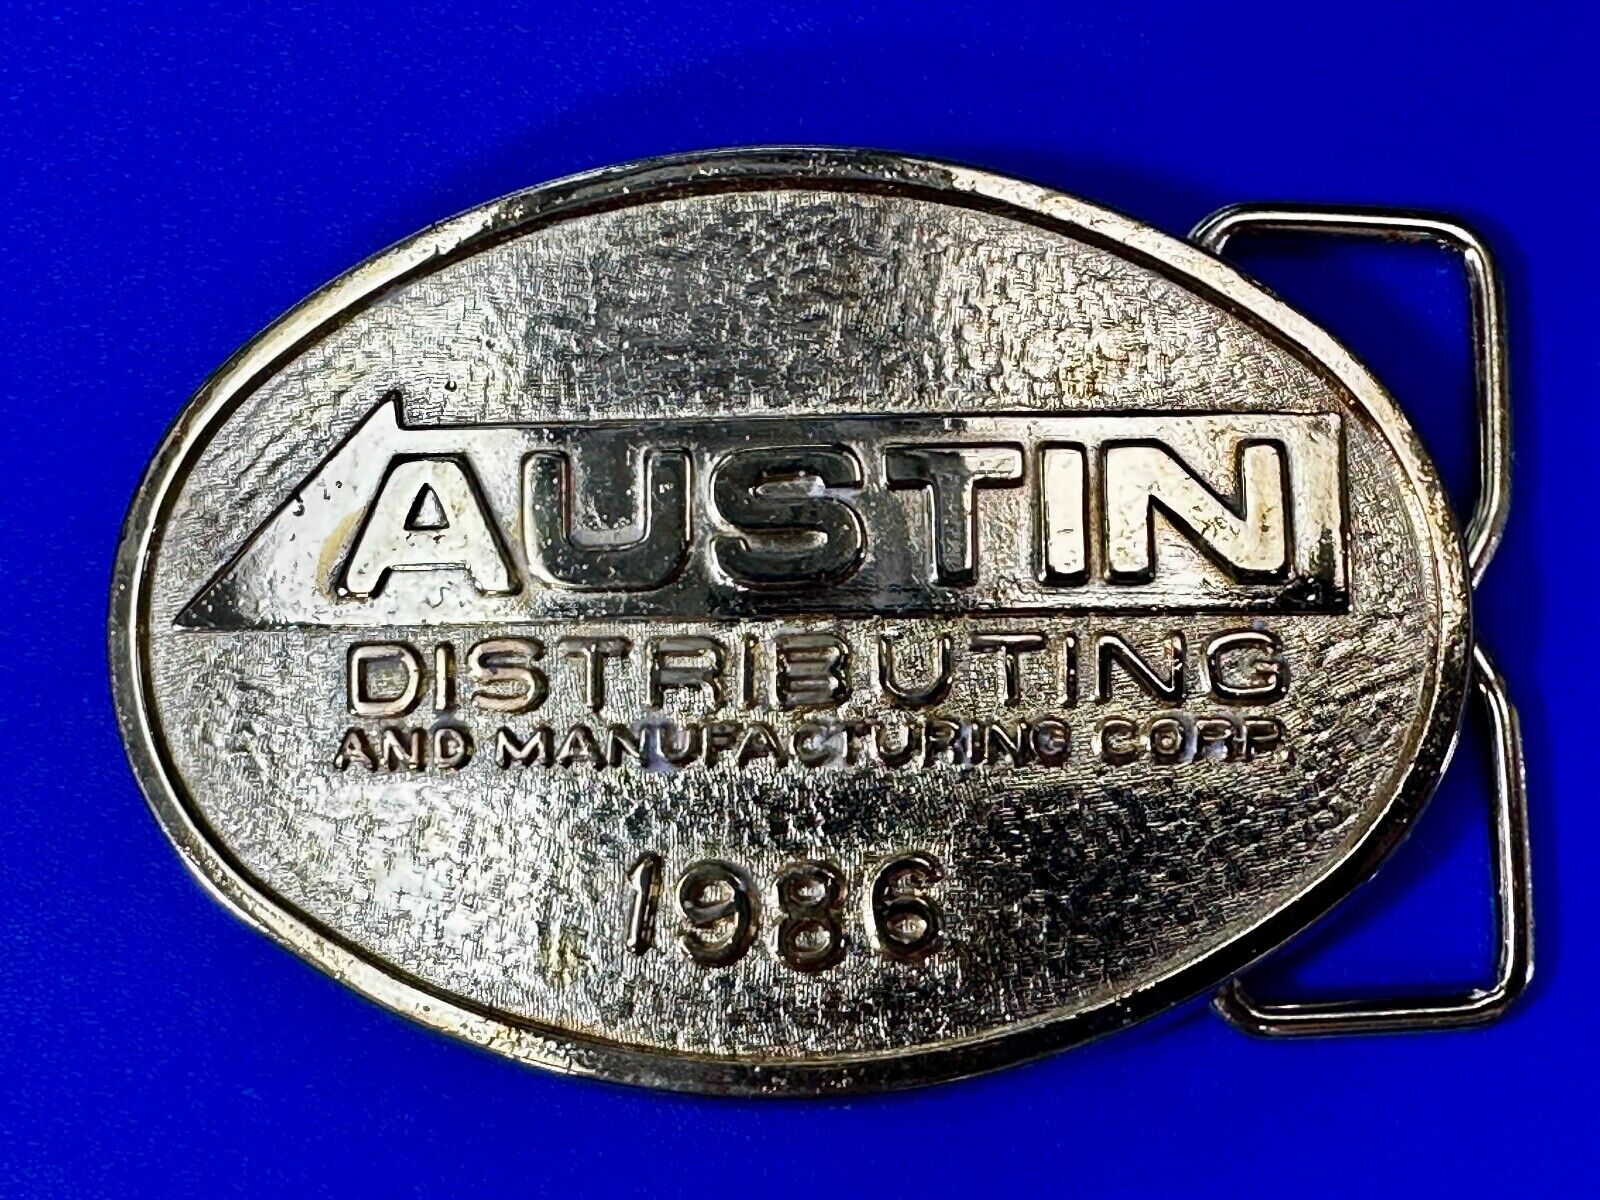 AUSTIN
DISTRIBUTING
AND MANUFACTURING CORP.
1986